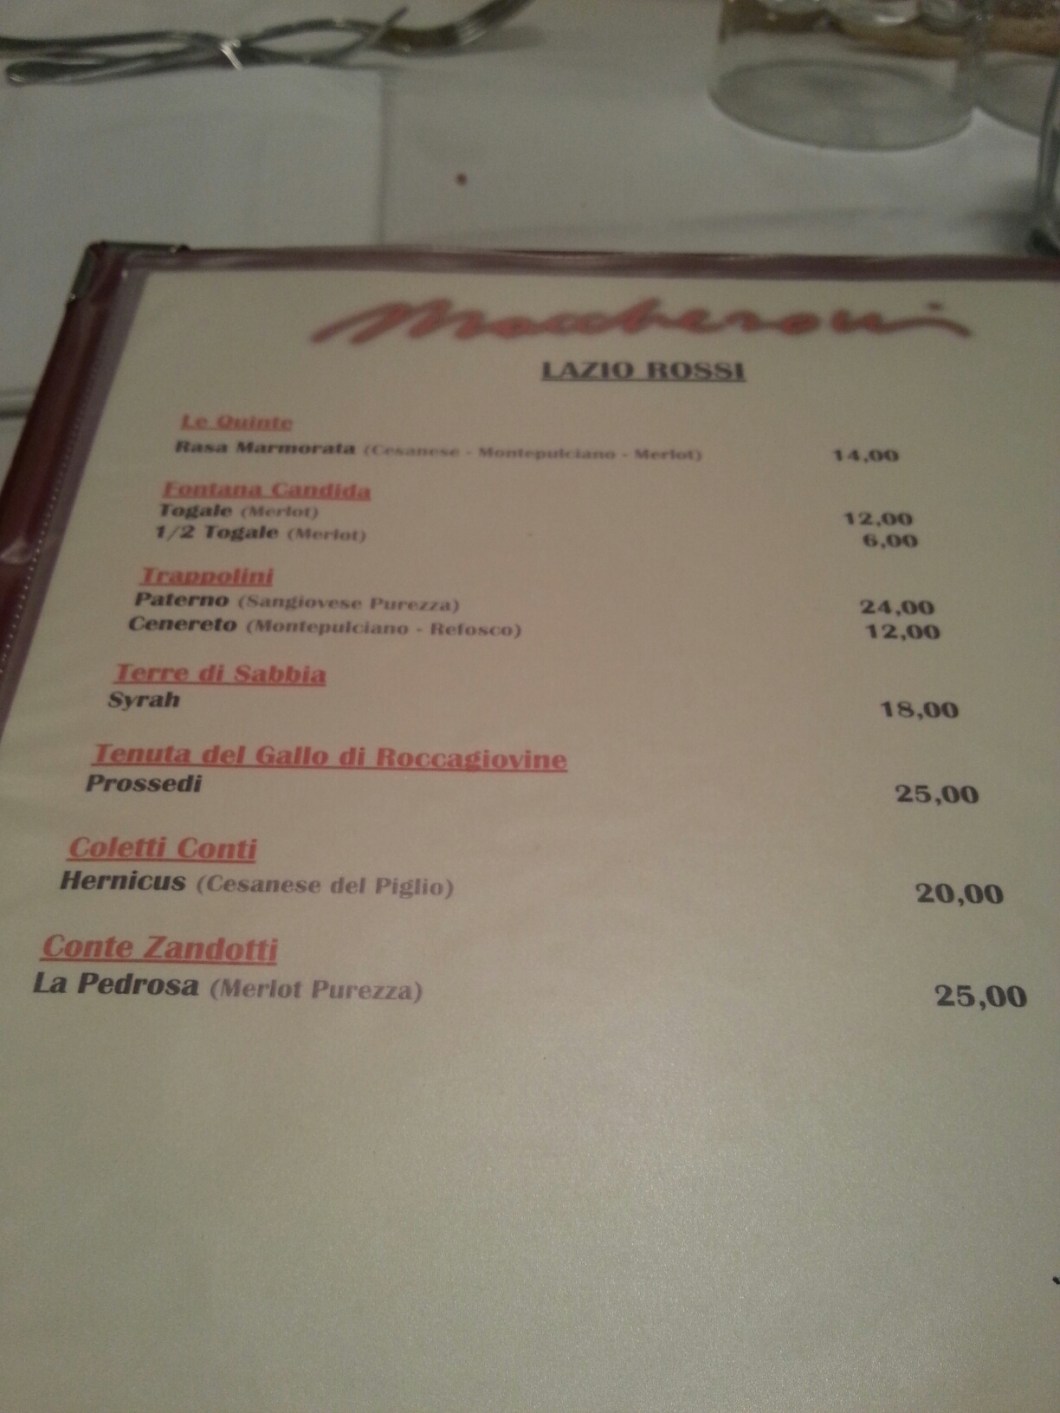 Maccheroni
LAZIO ROSSI
Le Quinte
Rasa Marmorata (Cesanese - Montepulciano - Merlot) 14,00
Fontana Candida
Togale (Merlot) 12,00
1/2 Togale (Merlot) 6,00
Trappolini
Paterno (Sangiovese Purezza) 24,00
Cenereto (Montepulciano - Refosco) 12,00
Terre di Sabbia
Syrah 18,00
Tenuta del Gallo di Roccagiovine
Prossedi 25,00
Coletti Conti
Hernicus (Cesanese del Piglio) 20,00
Conte Zandotti
La Pedrosa (Merlot Purezza) 25,00